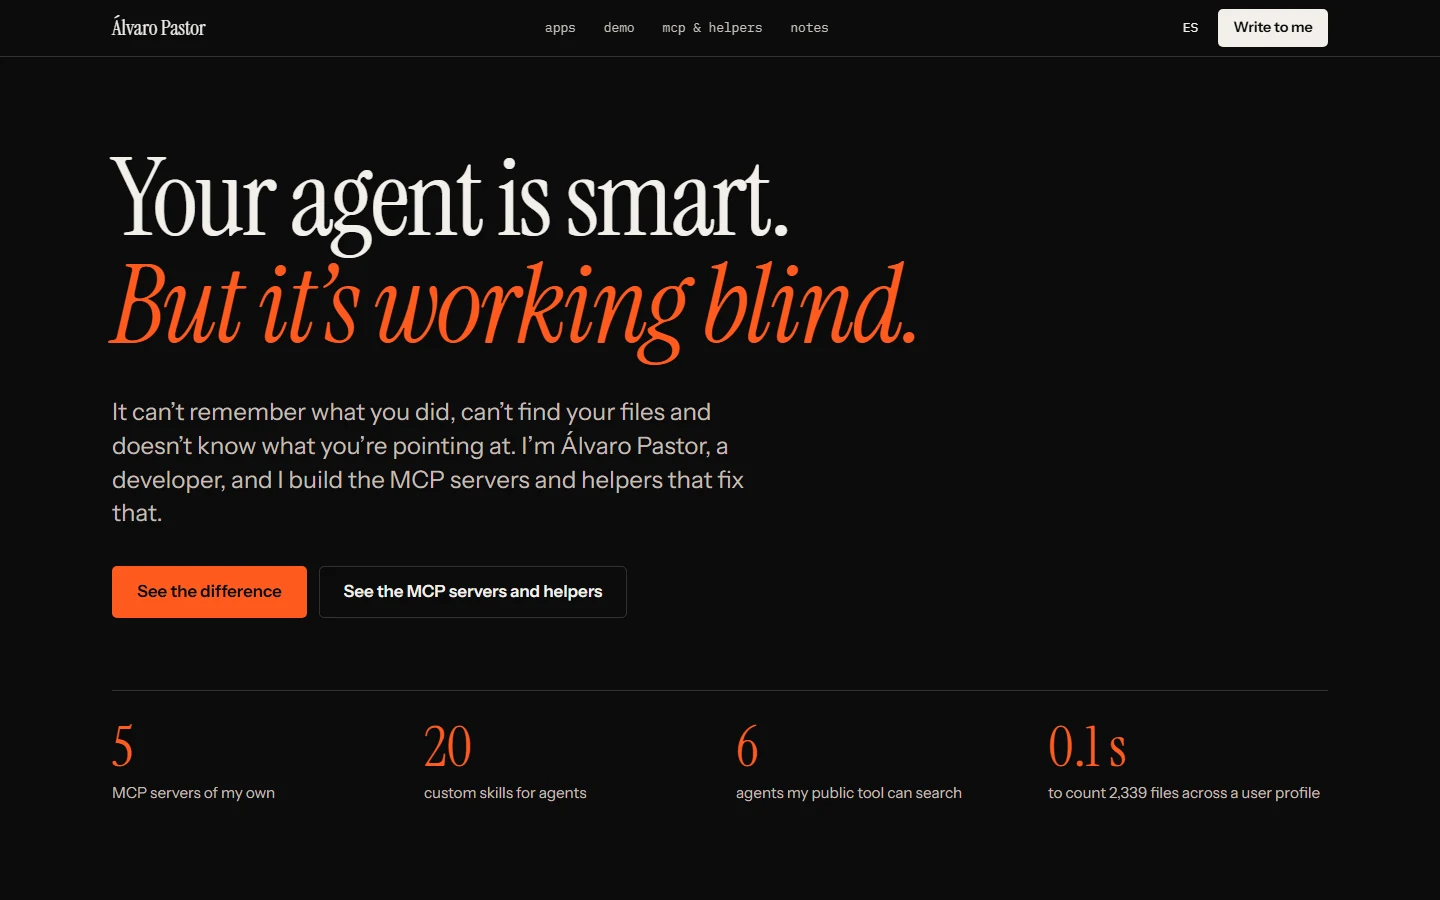 Álvaro Pastor
apps
demo
mcp & helpers
notes
ES
Write to me
Your agent is smart.
But it’s working blind.
It can’t remember what you did, can’t find your files and
doesn’t know what you’re pointing at. I’m Álvaro Pastor, a
developer, and I build the MCP servers and helpers that fix
that.
See the difference
See the MCP servers and helpers
5
MCP servers of my own
20
custom skills for agents
6
agents my public tool can search
0.1 s
to count 2,339 files across a user profile